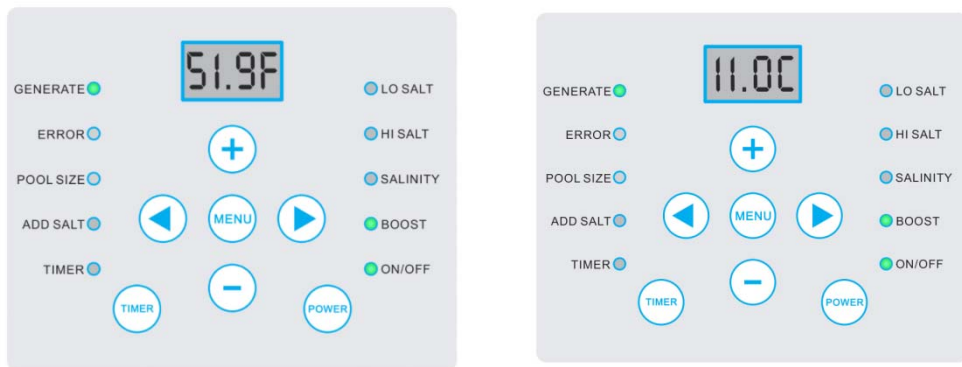 51.9F
GENERATE
LO SALT
ERROR
HI SALT
POOL SIZE
SALINITY
ADD SALT
MENU
BOOST
TIMER
ON/OFF
TIMER
POWER
11.0C
GENERATE
LO SALT
ERROR
HI SALT
POOL SIZE
SALINITY
ADD SALT
MENU
BOOST
TIMER
ON/OFF
TIMER
POWER